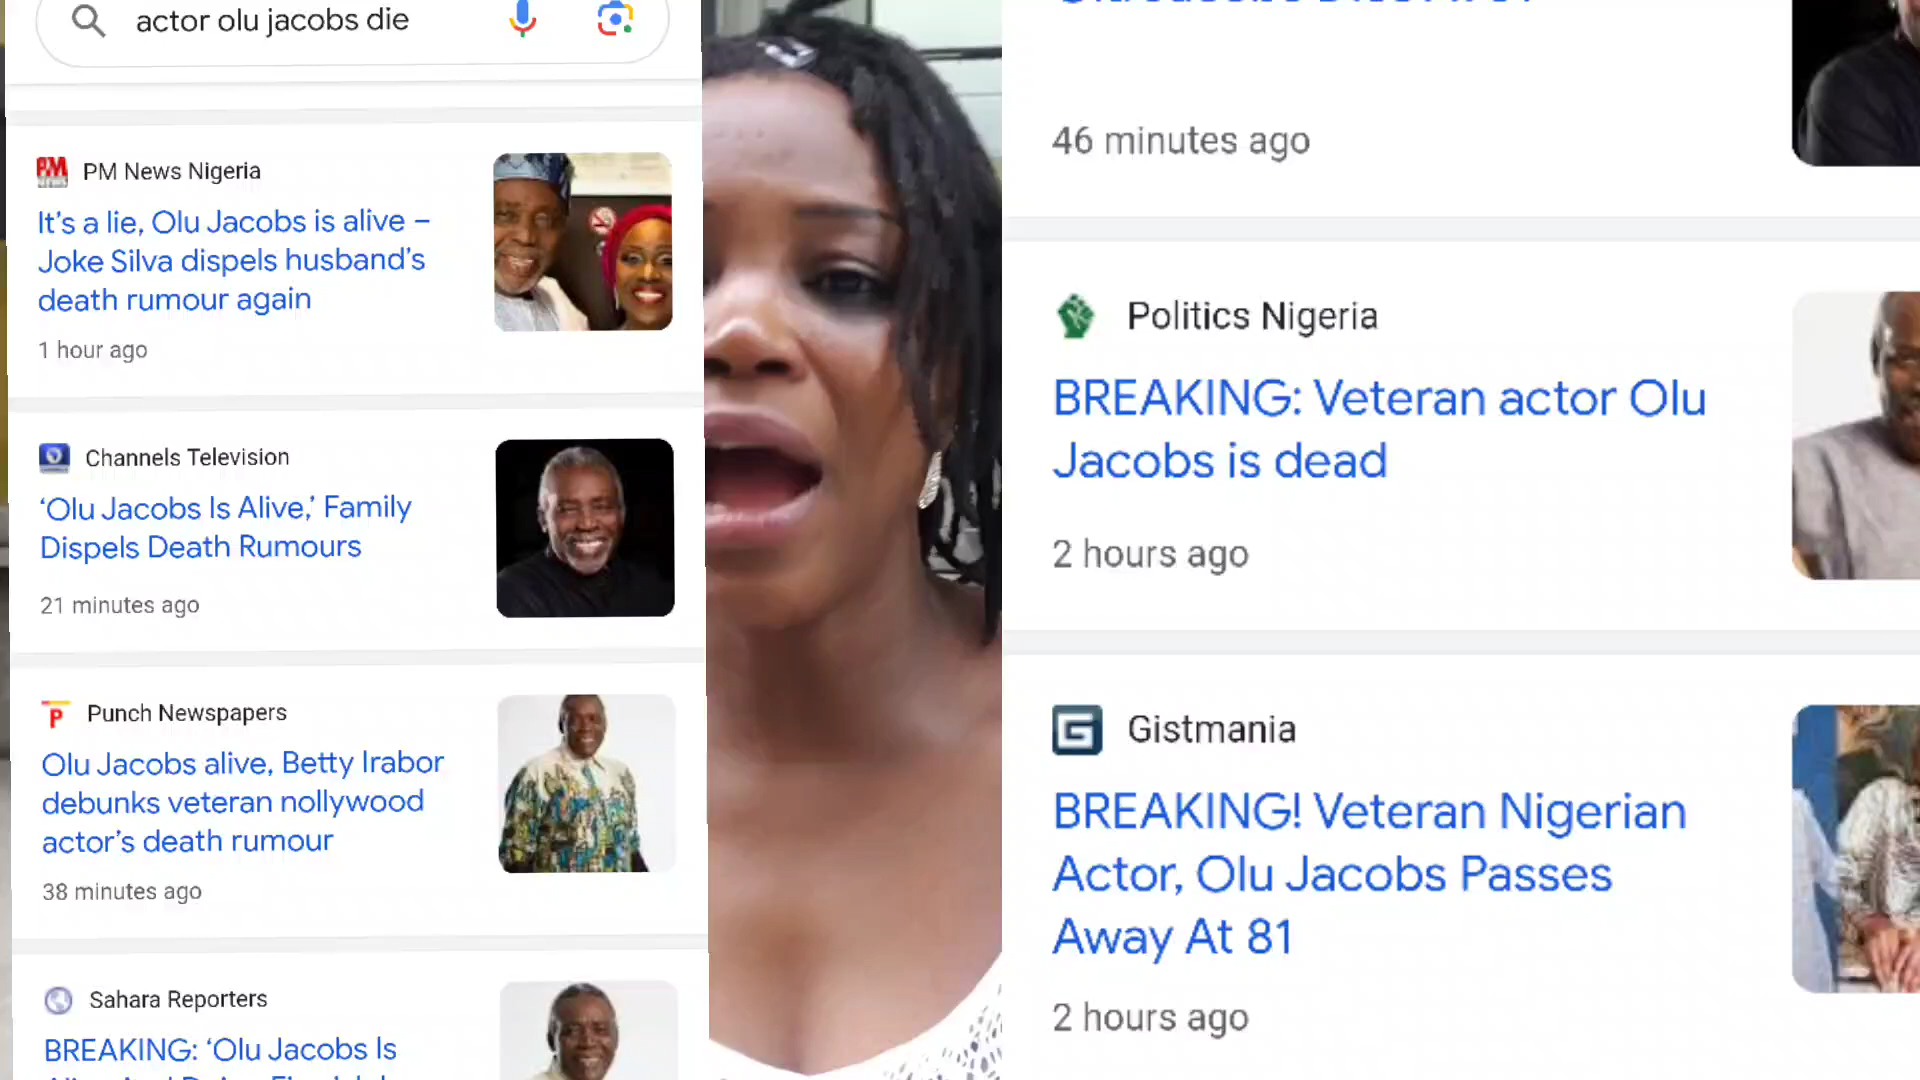 actor olu jacobs die
PM News Nigeria
It's a lie, Olu Jacobs is alive –
Joke Silva dispels husband's
death rumour again
1 hour ago
Channels Television
‘Olu Jacobs Is Alive,’ Family
Dispels Death Rumours
21 minutes ago
Punch Newspapers
Olu Jacobs alive, Betty Irabor
debunks veteran nollywood
actor's death rumour
38 minutes ago
Sahara Reporters
BREAKING: ‘Olu Jacobs Is
46 minutes ago
Politics Nigeria
BREAKING: Veteran actor Olu
Jacobs is dead
2 hours ago
Gistmania
BREAKING! Veteran Nigerian
Actor, Olu Jacobs Passes
Away At 81
2 hours ago